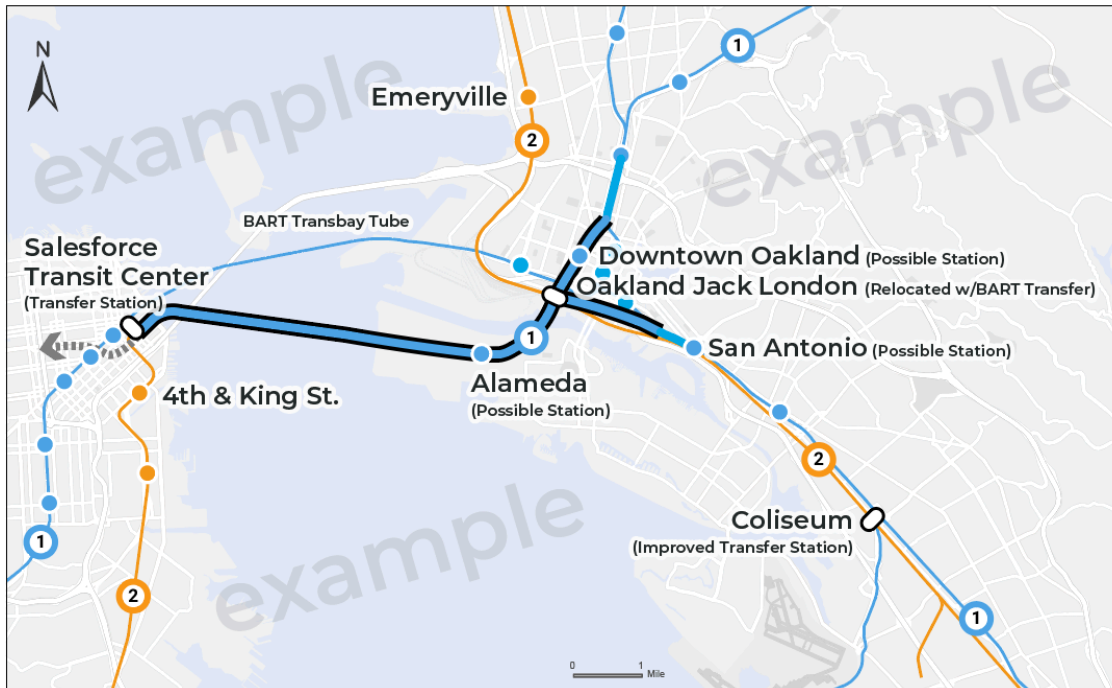 N
example
Emeryville
1
2
example
BART Transbay Tube
Salesforce
Transit Center
(Transfer Station)
Downtown Oakland (Possible Station)
Oakland Jack London (Relocated w/BART Transfer)
1
San Antonio (Possible Station)
Alameda
(Possible Station)
4th & King St.
2
example
Coliseum
(Improved Transfer Station)
1
2
1
0 1
Mile